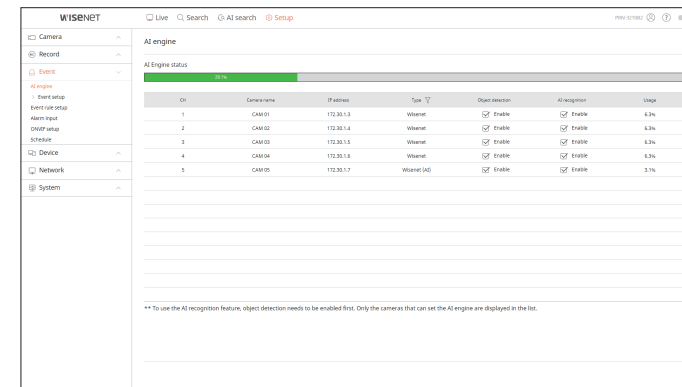 WISENET Live Search AI search Setup PRN-3210B2
Camera
AI engine
Record
AI Engine status
Event
AI engine
Event setup
Event rule setup
Alarm input
ONVIF setup
Schedule
Device
Network
System
CH Camera name IP address Type Object detection AI recognition Usage
1 CAM 01 172.30.1.3 Wisenet Enable Enable 6.3%
2 CAM 02 172.30.1.4 Wisenet Enable Enable 6.3%
3 CAM 03 172.30.1.5 Wisenet Enable Enable 6.3%
4 CAM 04 172.30.1.6 Wisenet Enable Enable 6.3%
5 CAM 05 172.30.1.7 Wisenet (AI) Enable Enable 3.1%
** To use the AI recognition feature, object detection needs to be enabled first. Only the cameras that can set the AI engine are displayed in the list.